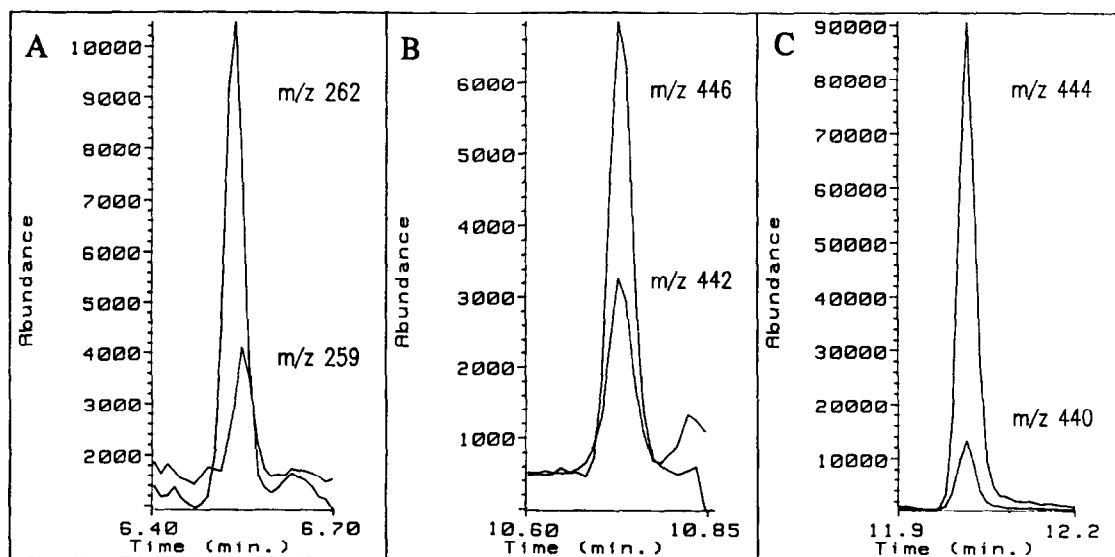 A
10000
9000
8000
7000
6000
5000
4000
3000
2000
Abundance
m/z 262
m/z 259
6.40
6.70
Time (min.)
B
6000
5000
4000
3000
2000
1000
Abundance
m/z 446
m/z 442
10.60
10.85
Time (min.)
C
90000
80000
70000
60000
50000
40000
30000
20000
10000
Abundance
m/z 444
m/z 440
11.9
12.2
Time (min.)